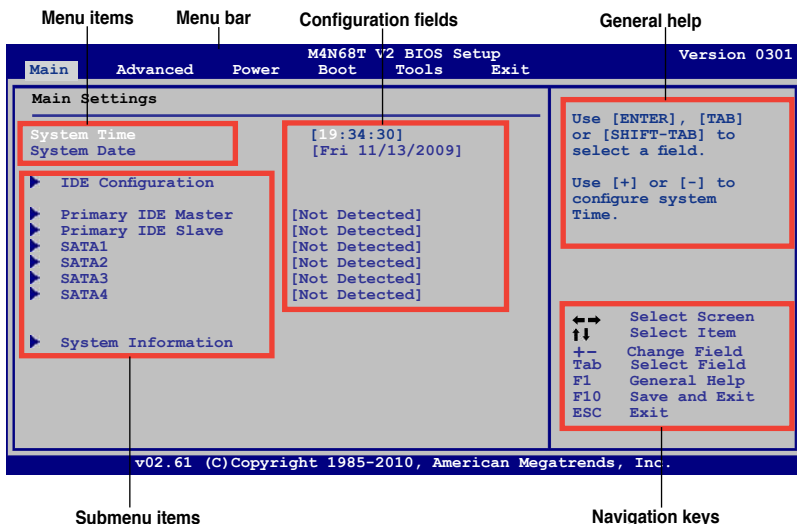 Menu items Menu bar Configuration fields General help
M4N68T V2 BIOS Setup Version 0301
Main Advanced Power Boot Tools Exit
Main Settings
System Time [19:34:30]
System Date [Fri 11/13/2009]
IDE Configuration
Primary IDE Master [Not Detected]
Primary IDE Slave [Not Detected]
SATA1 [Not Detected]
SATA2 [Not Detected]
SATA3 [Not Detected]
SATA4 [Not Detected]
System Information
Use [ENTER], [TAB]
or [SHIFT-TAB] to
select a field.
Use [+] or [-] to
configure system
Time.
←→ Select Screen
↑↓ Select Item
+- Change Field
Tab Select Field
F1 General Help
F10 Save and Exit
ESC Exit
v02.61 (C)Copyright 1985-2010, American Megatrends, Inc.
Submenu items Navigation keys